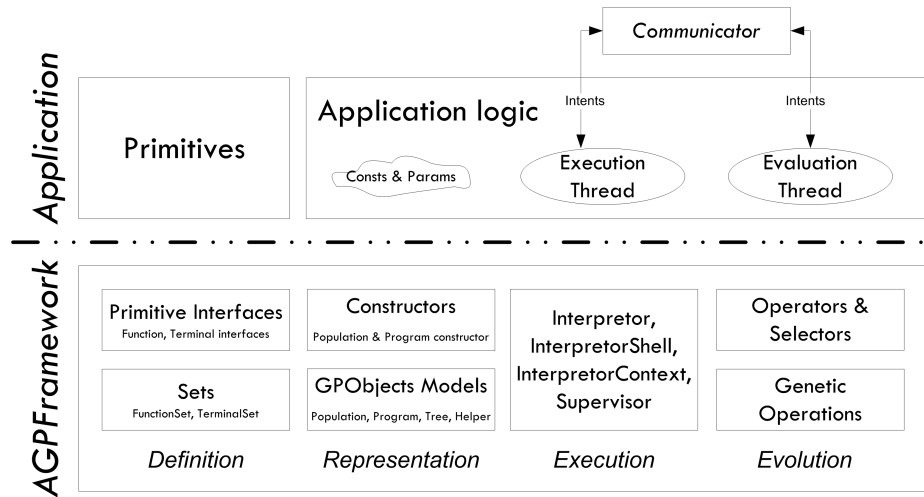 Communicator
Application
Primitives
Application logic
Intents
Intents
Consts & Params
Execution
Thread
Evaluation
Thread
AGPFramework
Primitive Interfaces
Function, Terminal interfaces
Constructors
Population & Program constructor
Interpretor,
InterpretorShell,
InterpretorContext,
Supervisor
Operators &
Selectors
Sets
FunctionSet, TerminalSet
GPObjects Models
Population, Program, Tree, Helper
Genetic
Operations
Definition
Representation
Execution
Evolution